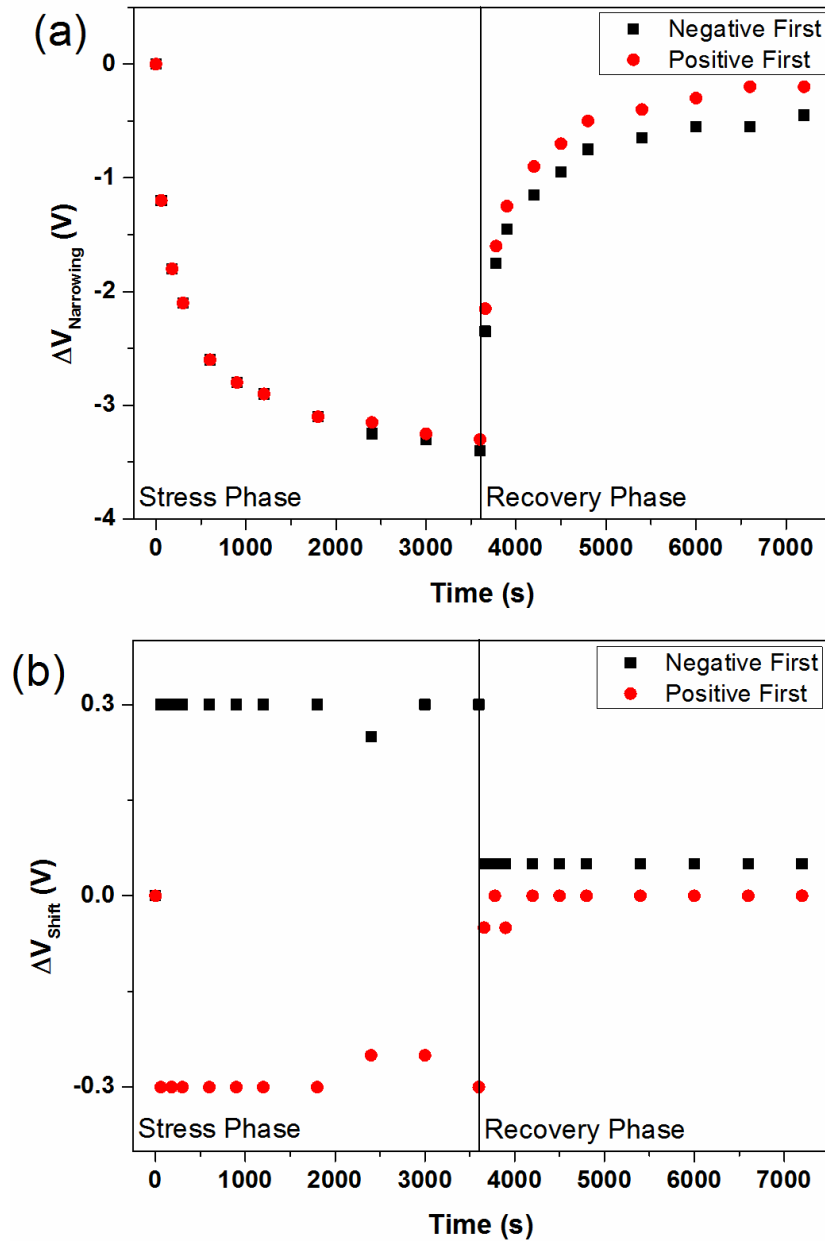 (a)
Negative First
Positive First
0
-1
-2
-3
-4
ΔV_Narrowing (V)
Stress Phase
Recovery Phase
0 1000 2000 3000 4000 5000 6000 7000
Time (s)
(b)
Negative First
Positive First
0.3
0.0
-0.3
ΔV_Shift (V)
Stress Phase
Recovery Phase
0 1000 2000 3000 4000 5000 6000 7000
Time (s)